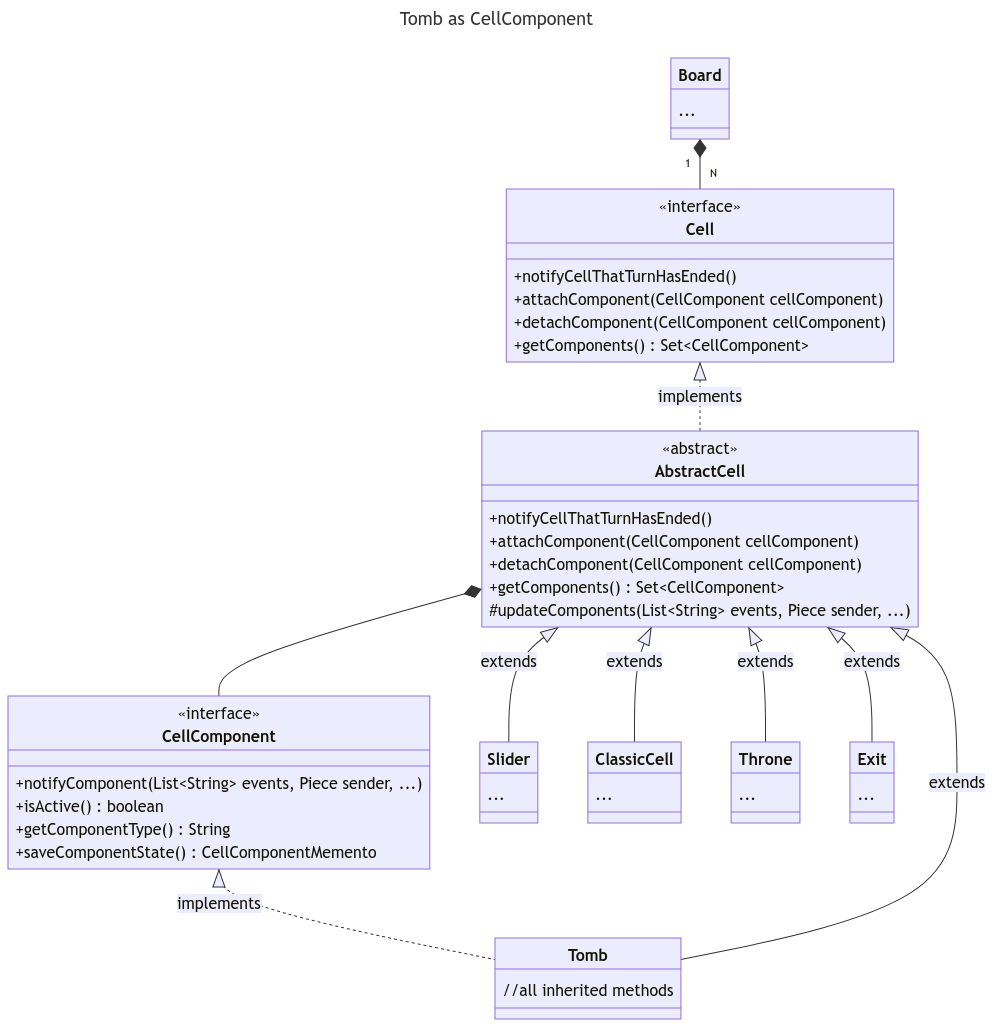 Tomb as CellComponent
Board
...
1
N
«interface»
Cell
+notifyCellThatTurnHasEnded()
+attachComponent(CellComponent cellComponent)
+detachComponent(CellComponent cellComponent)
+getComponents() : Set<CellComponent>
implements
«abstract»
AbstractCell
+notifyCellThatTurnHasEnded()
+attachComponent(CellComponent cellComponent)
+detachComponent(CellComponent cellComponent)
+getComponents() : Set<CellComponent>
#updateComponents(List<String> events, Piece sender, ...)
extends
extends
extends
extends
extends
«interface»
CellComponent
+notifyComponent(List<String> events, Piece sender, ...)
+isActive() : boolean
+getComponentType() : String
+saveComponentState() : CellComponentMemento
Slider
...
ClassicCell
...
Throne
...
Exit
...
implements
Tomb
//all inherited methods